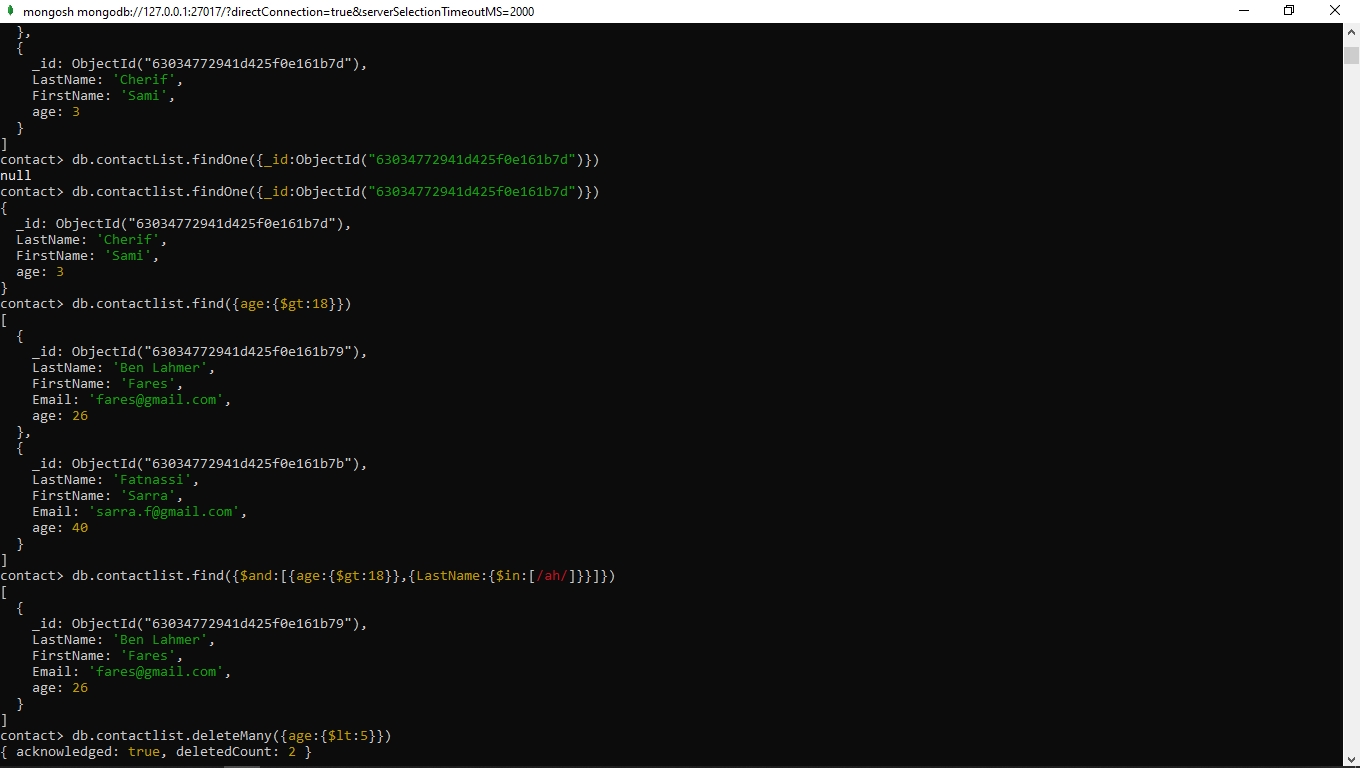 mongosh mongodb://127.0.0.1:27017/?directConnection=true&serverSelectionTimeoutMS=2000
  },
  {
    _id: ObjectId("63034772941d425f0e161b7d"),
    LastName: 'Cherif',
    FirstName: 'Sami',
    age: 3
  }
]
contact> db.contactList.findOne({_id:ObjectId("63034772941d425f0e161b7d")})
null
contact> db.contactlist.findOne({_id:ObjectId("63034772941d425f0e161b7d")})
{
  _id: ObjectId("63034772941d425f0e161b7d"),
  LastName: 'Cherif',
  FirstName: 'Sami',
  age: 3
}
contact> db.contactlist.find({age:{$gt:18}})
[
  {
    _id: ObjectId("63034772941d425f0e161b79"),
    LastName: 'Ben Lahmer',
    FirstName: 'Fares',
    Email: 'fares@gmail.com',
    age: 26
  },
  {
    _id: ObjectId("63034772941d425f0e161b7b"),
    LastName: 'Fatnassi',
    FirstName: 'Sarra',
    Email: 'sarra.f@gmail.com',
    age: 40
  }
]
contact> db.contactlist.find({$and:[{age:{$gt:18}},{LastName:{$in:[/ah/]}}]})
[
  {
    _id: ObjectId("63034772941d425f0e161b79"),
    LastName: 'Ben Lahmer',
    FirstName: 'Fares',
    Email: 'fares@gmail.com',
    age: 26
  }
]
contact> db.contactlist.deleteMany({age:{$lt:5}})
{ acknowledged: true, deletedCount: 2 }